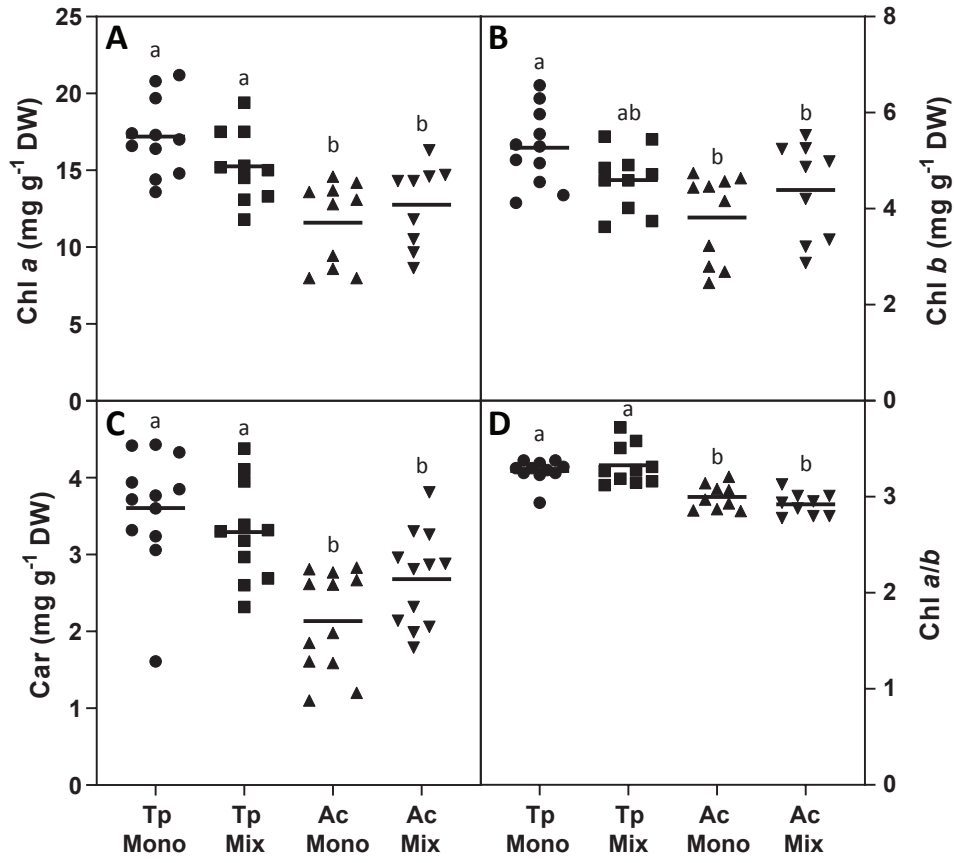 A
B
25
20
15
10
5
0
Chl a (mg g-1 DW)
a
a
b
b
8
6
4
2
0
Chl b (mg g-1 DW)
a
ab
b
b
C
D
4
3
2
1
0
Car (mg g-1 DW)
a
a
b
b
3
2
1
0
Chl a/b
a
a
b
b
Tp Tp Ac Ac Tp Tp Ac Ac
Mono Mix Mono Mix Mono Mix Mono Mix